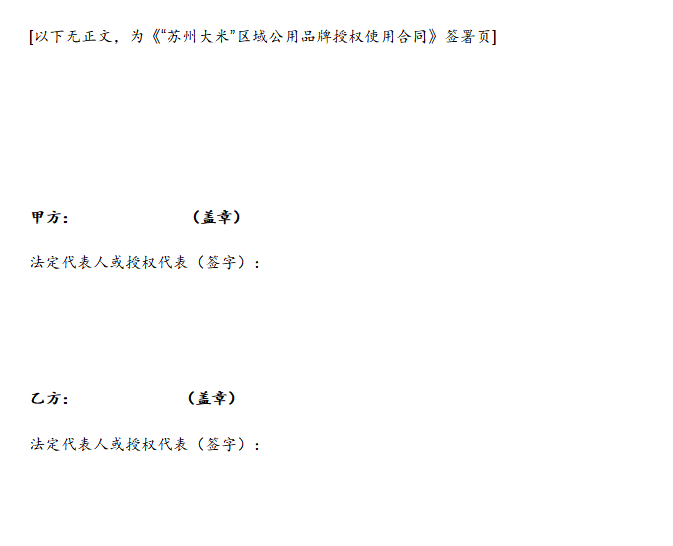 [以下无正文，为《“苏州大米”区域公用品牌授权使用合同》签署页]
甲方： （盖章）
法定代表人或授权代表（签字）：
乙方： （盖章）
法定代表人或授权代表（签字）：